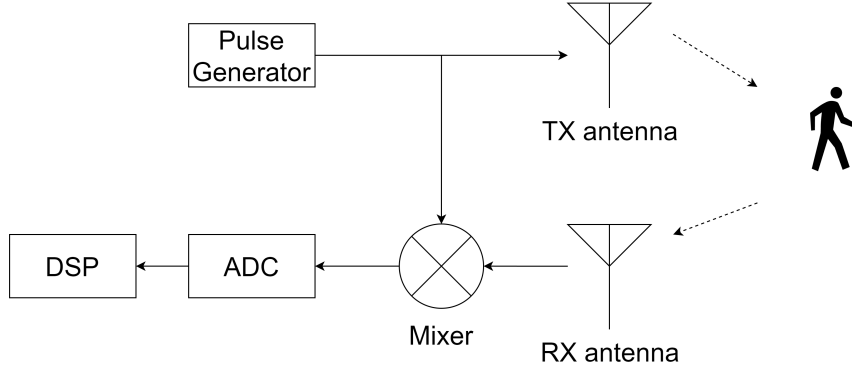 Pulse
Generator
TX antenna
DSP
ADC
Mixer
RX antenna